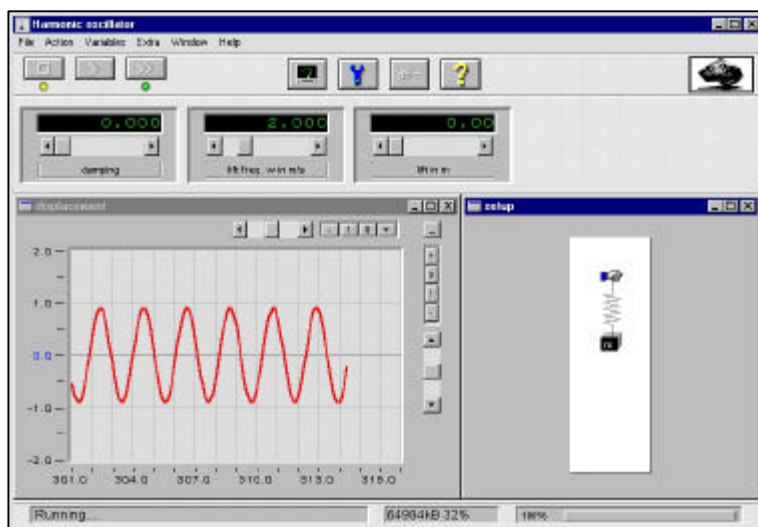 Harmonic oscillator
File Action Variables Extra Window Help
0.000
2.000
0.00
damping
lift in m
displacement
setup
2.0
1.0
0.0
-1.0
-2.0
301.0 304.0 307.0 310.0 313.0 316.0
Running...
64984kB 32%
100%